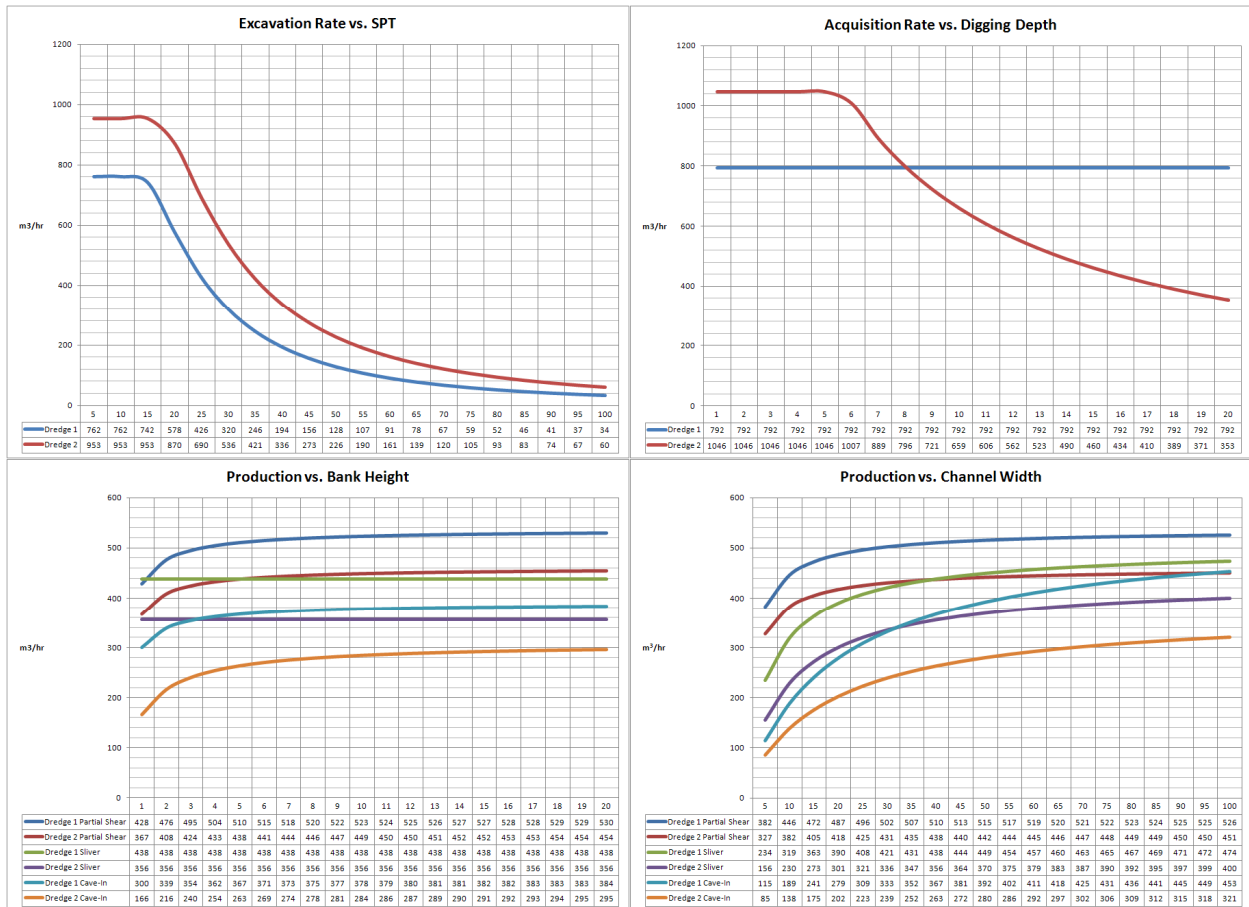 Excavation Rate vs. SPT
1200
1000
800
600
m3/hr
400
200
0
5 10 15 20 25 30 35 40 45 50 55 60 65 70 75 80 85 90 95 100
Dredge 1 762 762 742 578 426 320 246 194 156 128 107 91 78 67 59 52 46 41 37 34
Dredge 2 953 953 953 870 690 536 421 336 273 226 190 161 139 120 105 93 83 74 67 60
Acquisition Rate vs. Digging Depth
1200
1000
800
600
m3/hr
400
200
0
1 2 3 4 5 6 7 8 9 10 11 12 13 14 15 16 17 18 19 20
Dredge 1 792 792 792 792 792 792 792 792 792 792 792 792 792 792 792 792 792 792 792 792
Dredge 2 1046 1046 1046 1046 1046 1007 889 796 721 659 606 562 523 490 460 434 410 389 371 353
Production vs. Bank Height
600
500
400
300
m3/hr
200
100
0
1 2 3 4 5 6 7 8 9 10 11 12 13 14 15 16 17 18 19 20
Dredge 1 Partial Shear 428 476 495 504 510 515 518 520 522 523 524 525 526 527 527 528 528 529 529 530
Dredge 2 Partial Shear 367 408 424 433 438 441 444 446 447 449 450 450 451 452 452 453 453 454 454 454
Dredge 1 Sliver 438 438 438 438 438 438 438 438 438 438 438 438 438 438 438 438 438 438 438 438
Dredge 2 Sliver 356 356 356 356 356 356 356 356 356 356 356 356 356 356 356 356 356 356 356 356
Dredge 1 Cave-In 300 339 354 362 367 371 373 375 377 378 379 380 381 381 382 382 383 383 383 384
Dredge 2 Cave-In 166 216 240 254 263 269 274 278 281 284 286 287 289 290 291 292 293 294 295 295
Production vs. Channel Width
600
500
400
300
m³/hr
200
100
0
5 10 15 20 25 30 35 40 45 50 55 60 65 70 75 80 85 90 95 100
Dredge 1 Partial Shear 382 446 472 487 496 502 507 510 513 515 517 519 520 521 522 523 524 525 525 526
Dredge 2 Partial Shear 327 382 405 418 425 431 435 438 440 442 444 445 446 447 448 449 449 450 450 451
Dredge 1 Sliver 234 319 363 390 408 421 431 438 444 449 454 457 460 463 465 467 469 471 472 474
Dredge 2 Sliver 156 230 273 301 321 336 347 356 364 370 375 379 383 387 390 392 395 397 399 400
Dredge 1 Cave-In 115 189 241 279 309 333 352 367 381 392 402 411 418 425 431 436 441 445 449 453
Dredge 2 Cave-In 85 138 175 202 223 239 252 263 272 280 286 292 297 302 306 309 312 315 318 321